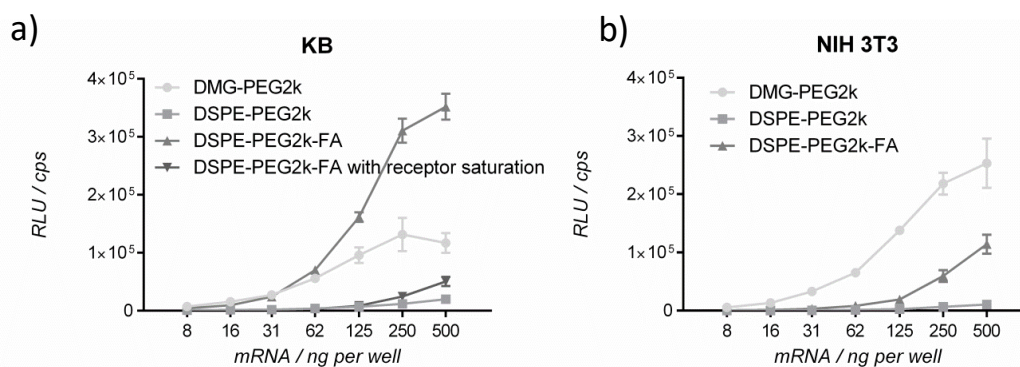 a)
KB
RLU / cps
4×10⁵
3×10⁵
2×10⁵
1×10⁵
0
DMG-PEG2k
DSPE-PEG2k
DSPE-PEG2k-FA
DSPE-PEG2k-FA with receptor saturation
8 16 31 62 125 250 500
mRNA / ng per well
b)
NIH 3T3
RLU / cps
4×10⁵
3×10⁵
2×10⁵
1×10⁵
0
DMG-PEG2k
DSPE-PEG2k
DSPE-PEG2k-FA
8 16 31 62 125 250 500
mRNA / ng per well